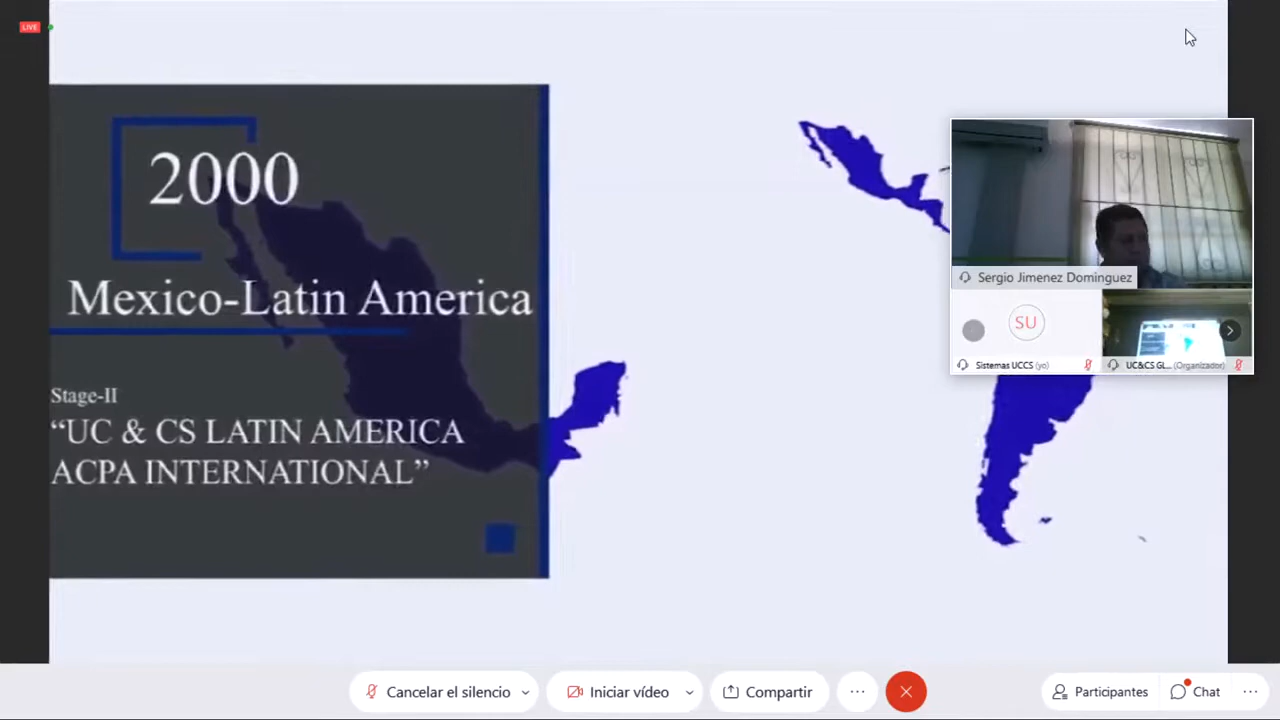 LIVE
2000
Mexico-Latin America
Stage-II
“UC & CS LATIN AMERICA
ACPA INTERNATIONAL”
Sergio Jimenez Dominguez
SU
Sistemas UCCS (yo)
UC&CS GL... (Organizador)
Cancelar el silencio
Iniciar vídeo
Compartir
Participantes
Chat